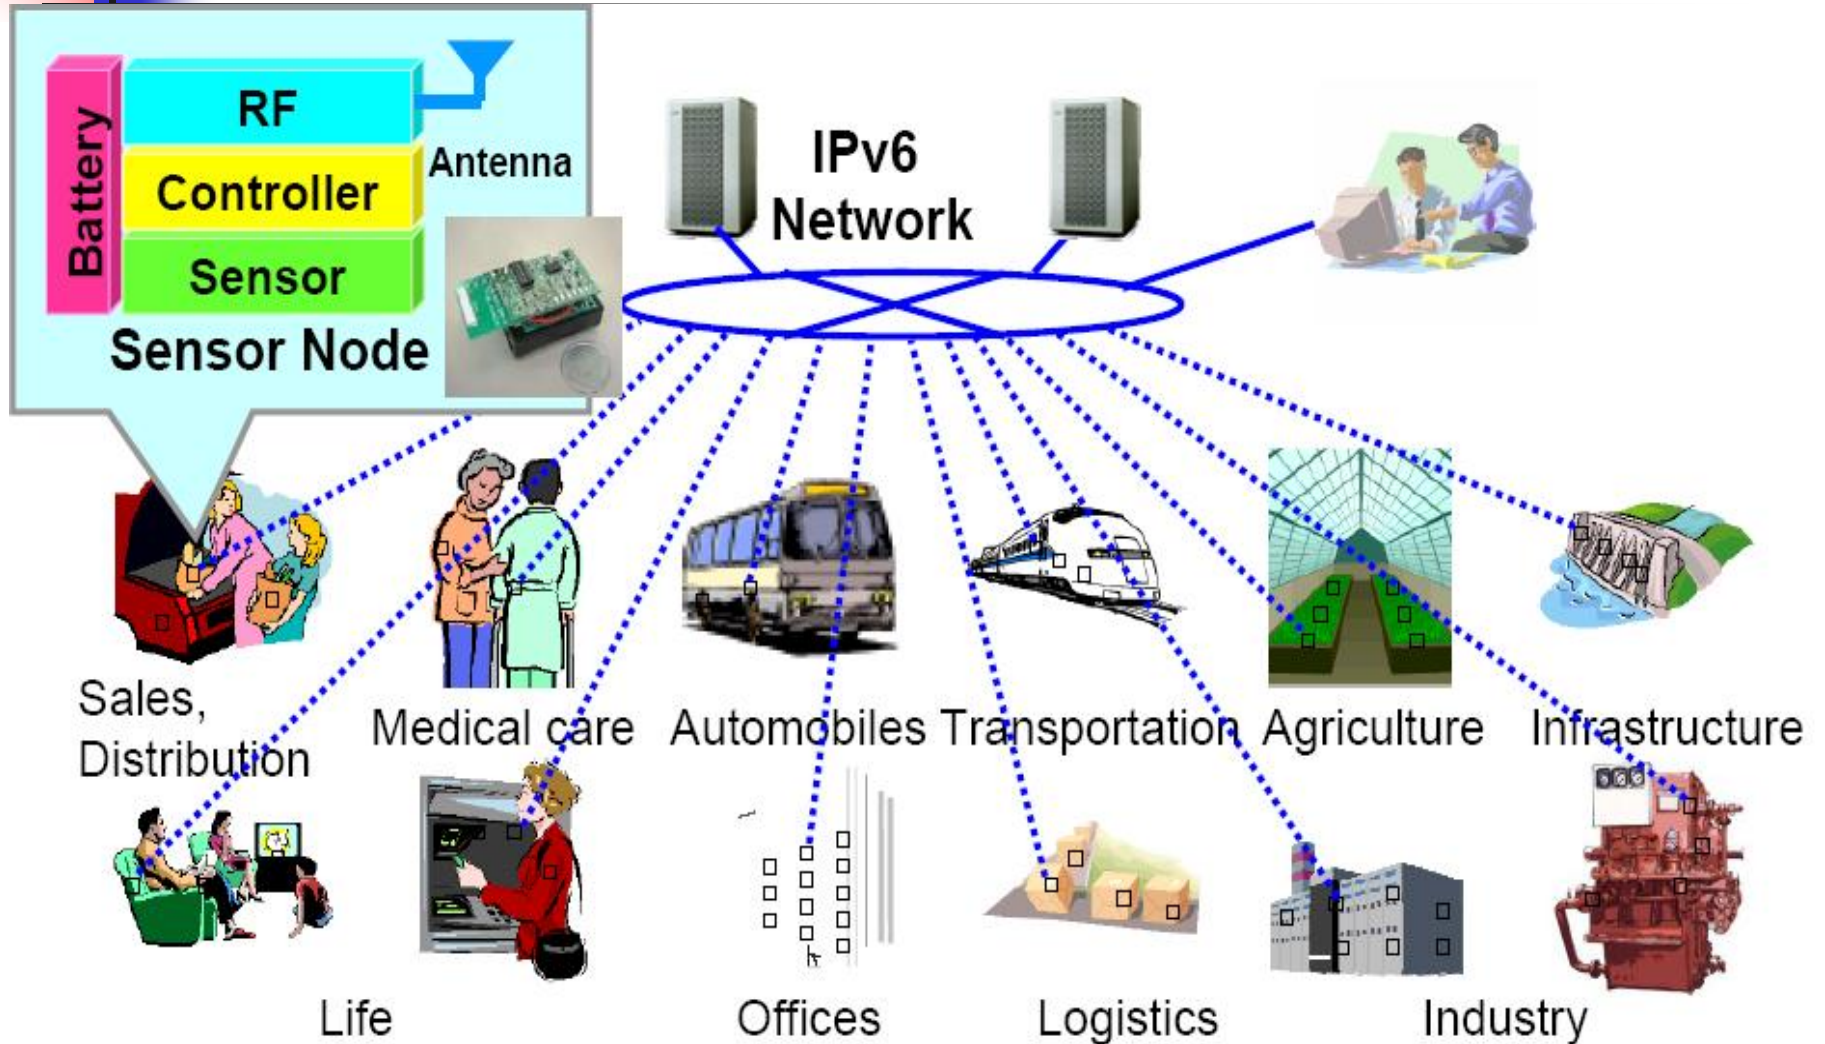 Battery
RF
Controller
Sensor
Antenna
Sensor Node
IPv6
Network
Sales,
Distribution
Medical care
Automobiles
Transportation
Agriculture
Infrastructure
Life
Offices
Logistics
Industry